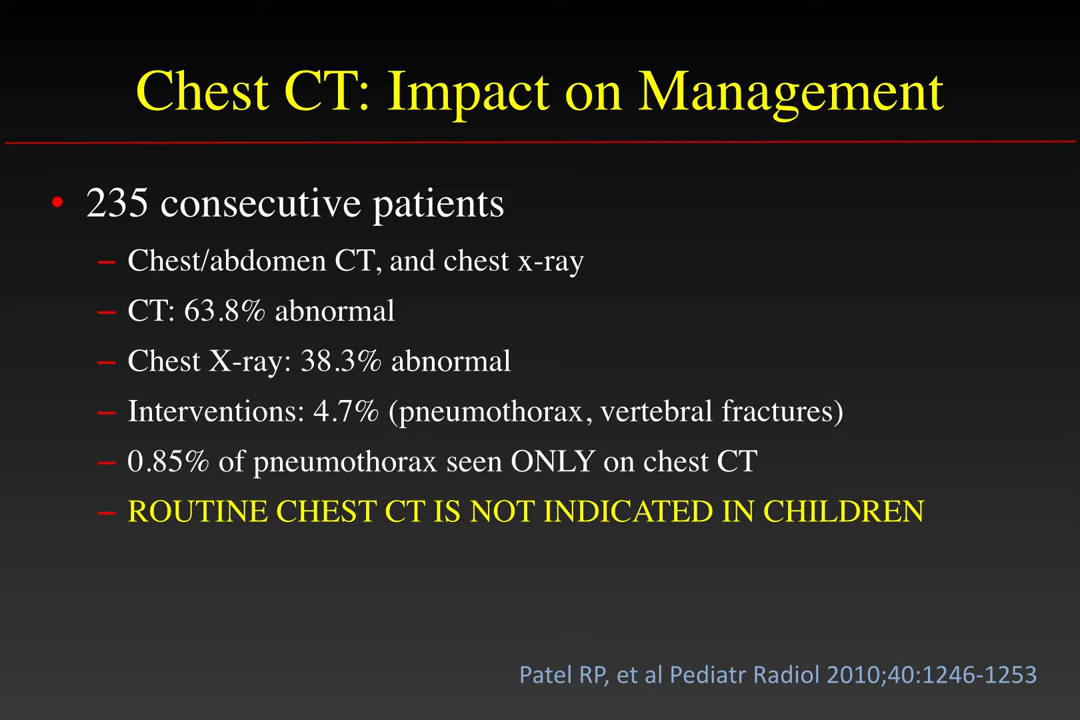 Chest CT: Impact on Management
• 235 consecutive patients
– Chest/abdomen CT, and chest x-ray
– CT: 63.8% abnormal
– Chest X-ray: 38.3% abnormal
– Interventions: 4.7% (pneumothorax, vertebral fractures)
– 0.85% of pneumothorax seen ONLY on chest CT
– ROUTINE CHEST CT IS NOT INDICATED IN CHILDREN
Patel RP, et al Pediatr Radiol 2010;40:1246-1253